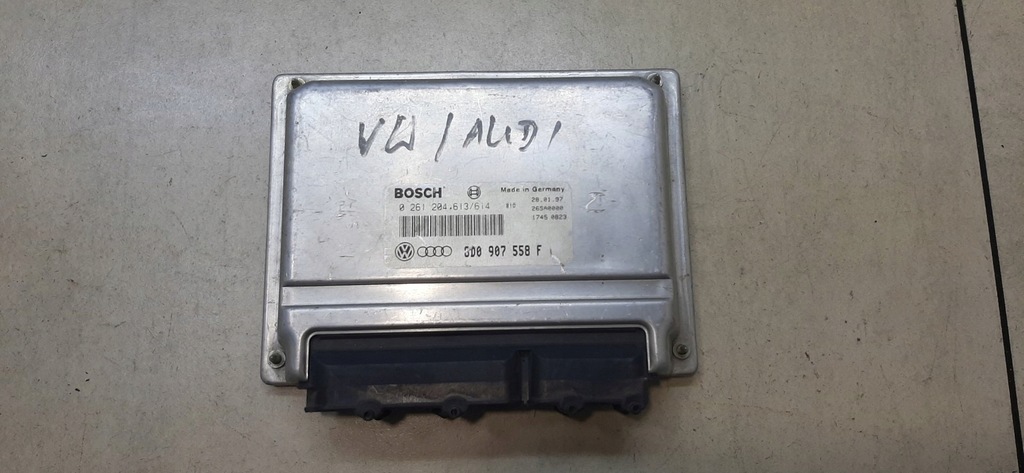 VW / AUDI
BOSCH Made in Germany
0 261 204 613/614 W10 20.01.97
26SA0000
1745 0823
8D0 907 558 F